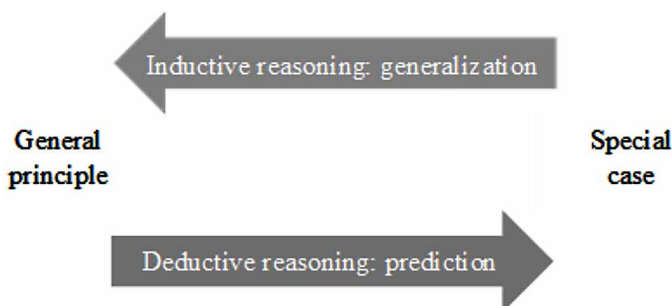 Inductive reasoning: generalization
General
principle
Special
case
Deductive reasoning: prediction